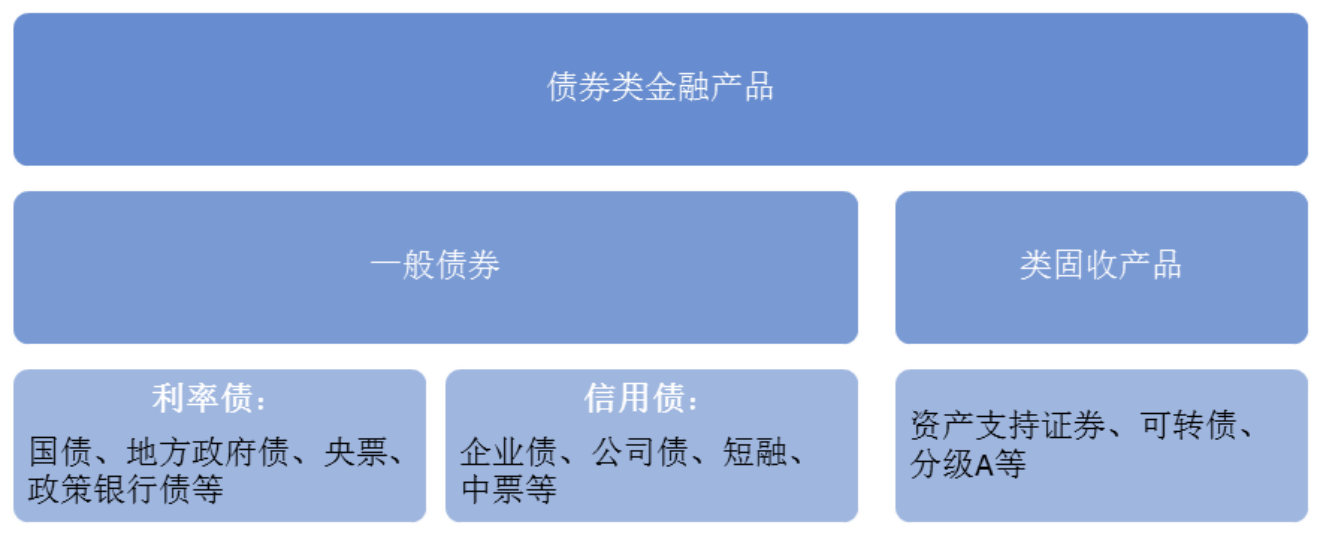 债券类金融产品
一般债券
类固收产品
利率债：
国债、地方政府债、央票、
政策银行债等
信用债：
企业债、公司债、短融、
中票等
资产支持证券、可转债、
分级A等